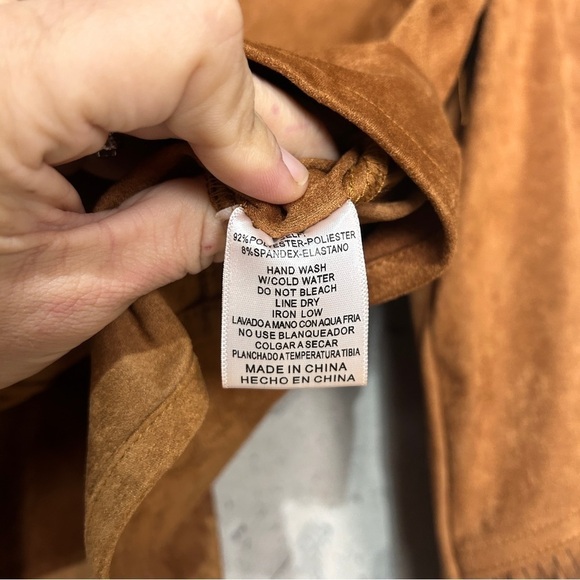 92%POLYESTER-POLIESTER
8%SPANDEX-ELASTANO
HAND WASH
W/COLD WATER
DO NOT BLEACH
LINE DRY
IRON LOW
LAVADO A MANO CON AQUA FRIA
NO USE BLANQUEADOR
COLGAR A SECAR
PLANCHADO A TEMPERATURA TIBIA
MADE IN CHINA
HECHO EN CHINA